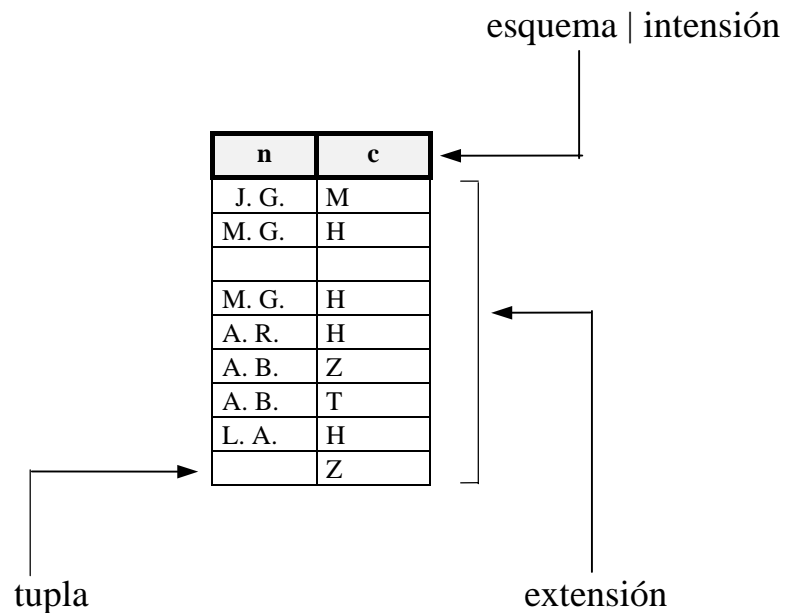 esquema | intensión
n c
J. G. M
M. G. H
M. G. H
A. R. H
A. B. Z
A. B. T
L. A. H
Z
tupla extensión